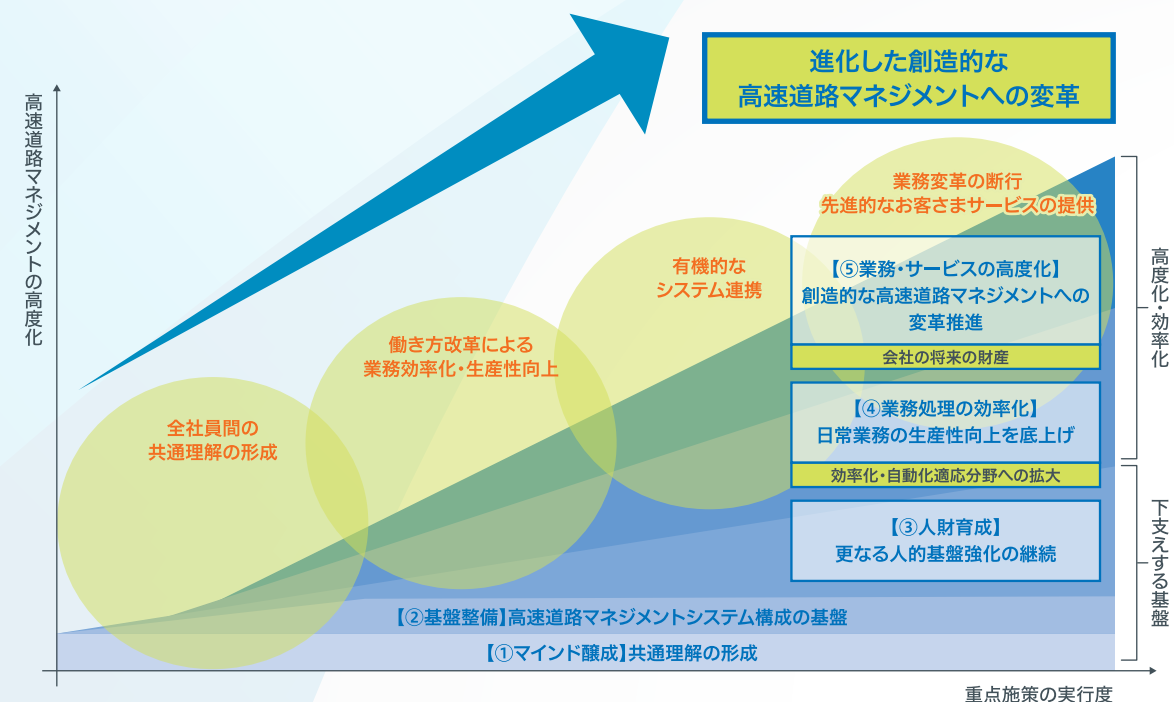 進化した創造的な
高速道路マネジメントへの変革
高速道路マネジメントの高度化
業務変革の断行
先進的なお客さまサービスの提供
有機的な
システム連携
働き方改革による
業務効率化・生産性向上
全社員間の
共通理解の形成
【⑤業務・サービスの高度化】
創造的な高速道路マネジメントへの
変革推進
会社の将来の財産
【④業務処理の効率化】
日常業務の生産性向上を底上げ
効率化・自動化適応分野への拡大
【③人財育成】
更なる人的基盤強化の継続
【②基盤整備】高速道路マネジメントシステム構成の基盤
【①マインド醸成】共通理解の形成
高度化・効率化
下支えする基盤
重点施策の実行度